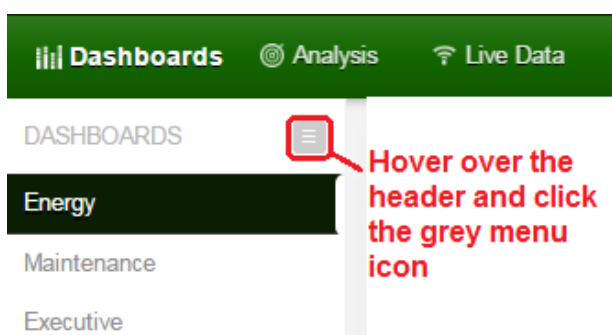 Dashboards Analysis Live Data
DASHBOARDS
Hover over the
header and click
the grey menu
icon
Energy
Maintenance
Executive